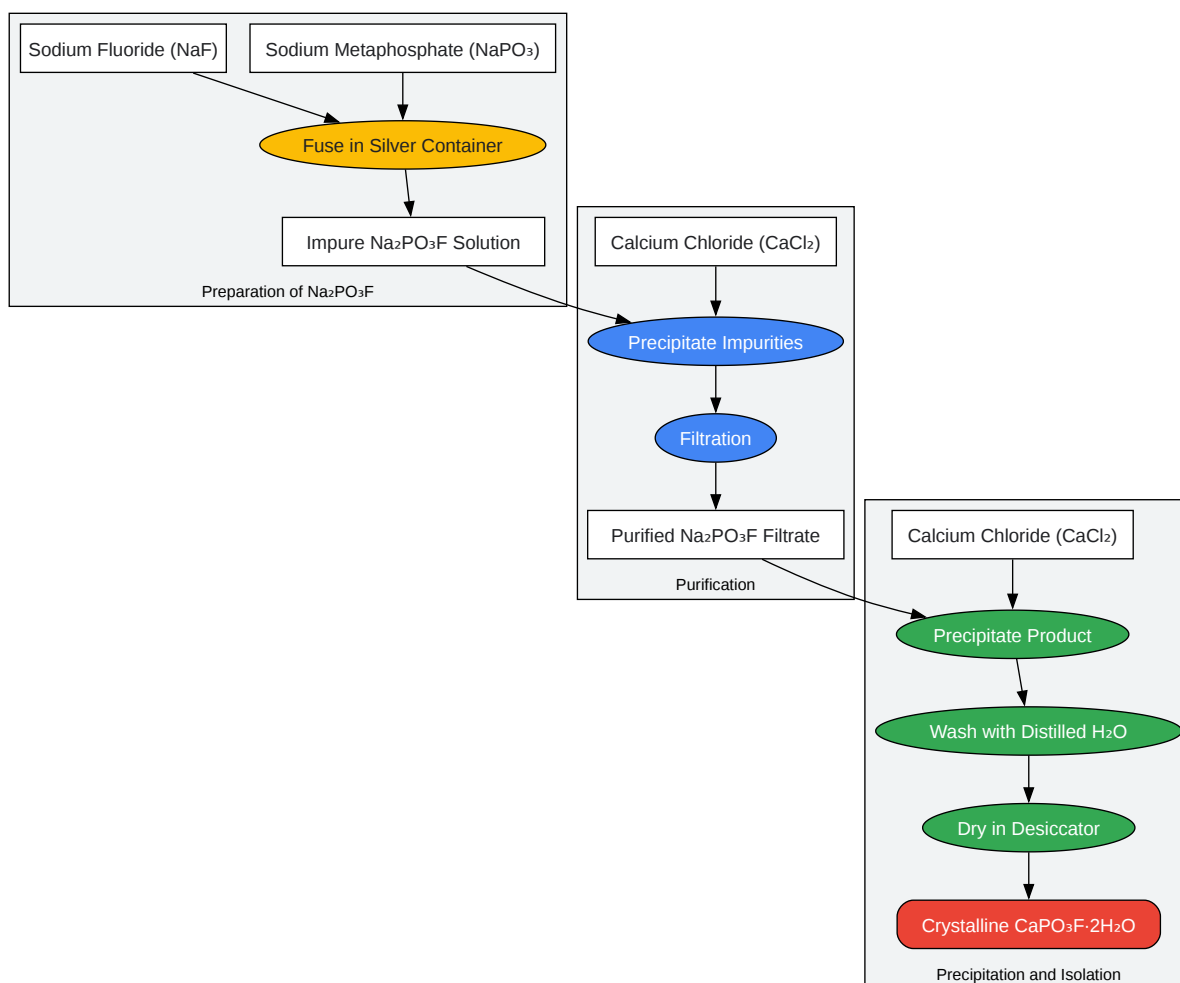 Sodium Fluoride (NaF)
Sodium Metaphosphate (NaPO₃)
Fuse in Silver Container
Impure Na₂PO₃F Solution
Preparation of Na₂PO₃F
Calcium Chloride (CaCl₂)
Precipitate Impurities
Filtration
Purified Na₂PO₃F Filtrate
Purification
Calcium Chloride (CaCl₂)
Precipitate Product
Wash with Distilled H₂O
Dry in Desiccator
Crystalline CaPO₃F·2H₂O
Precipitation and Isolation